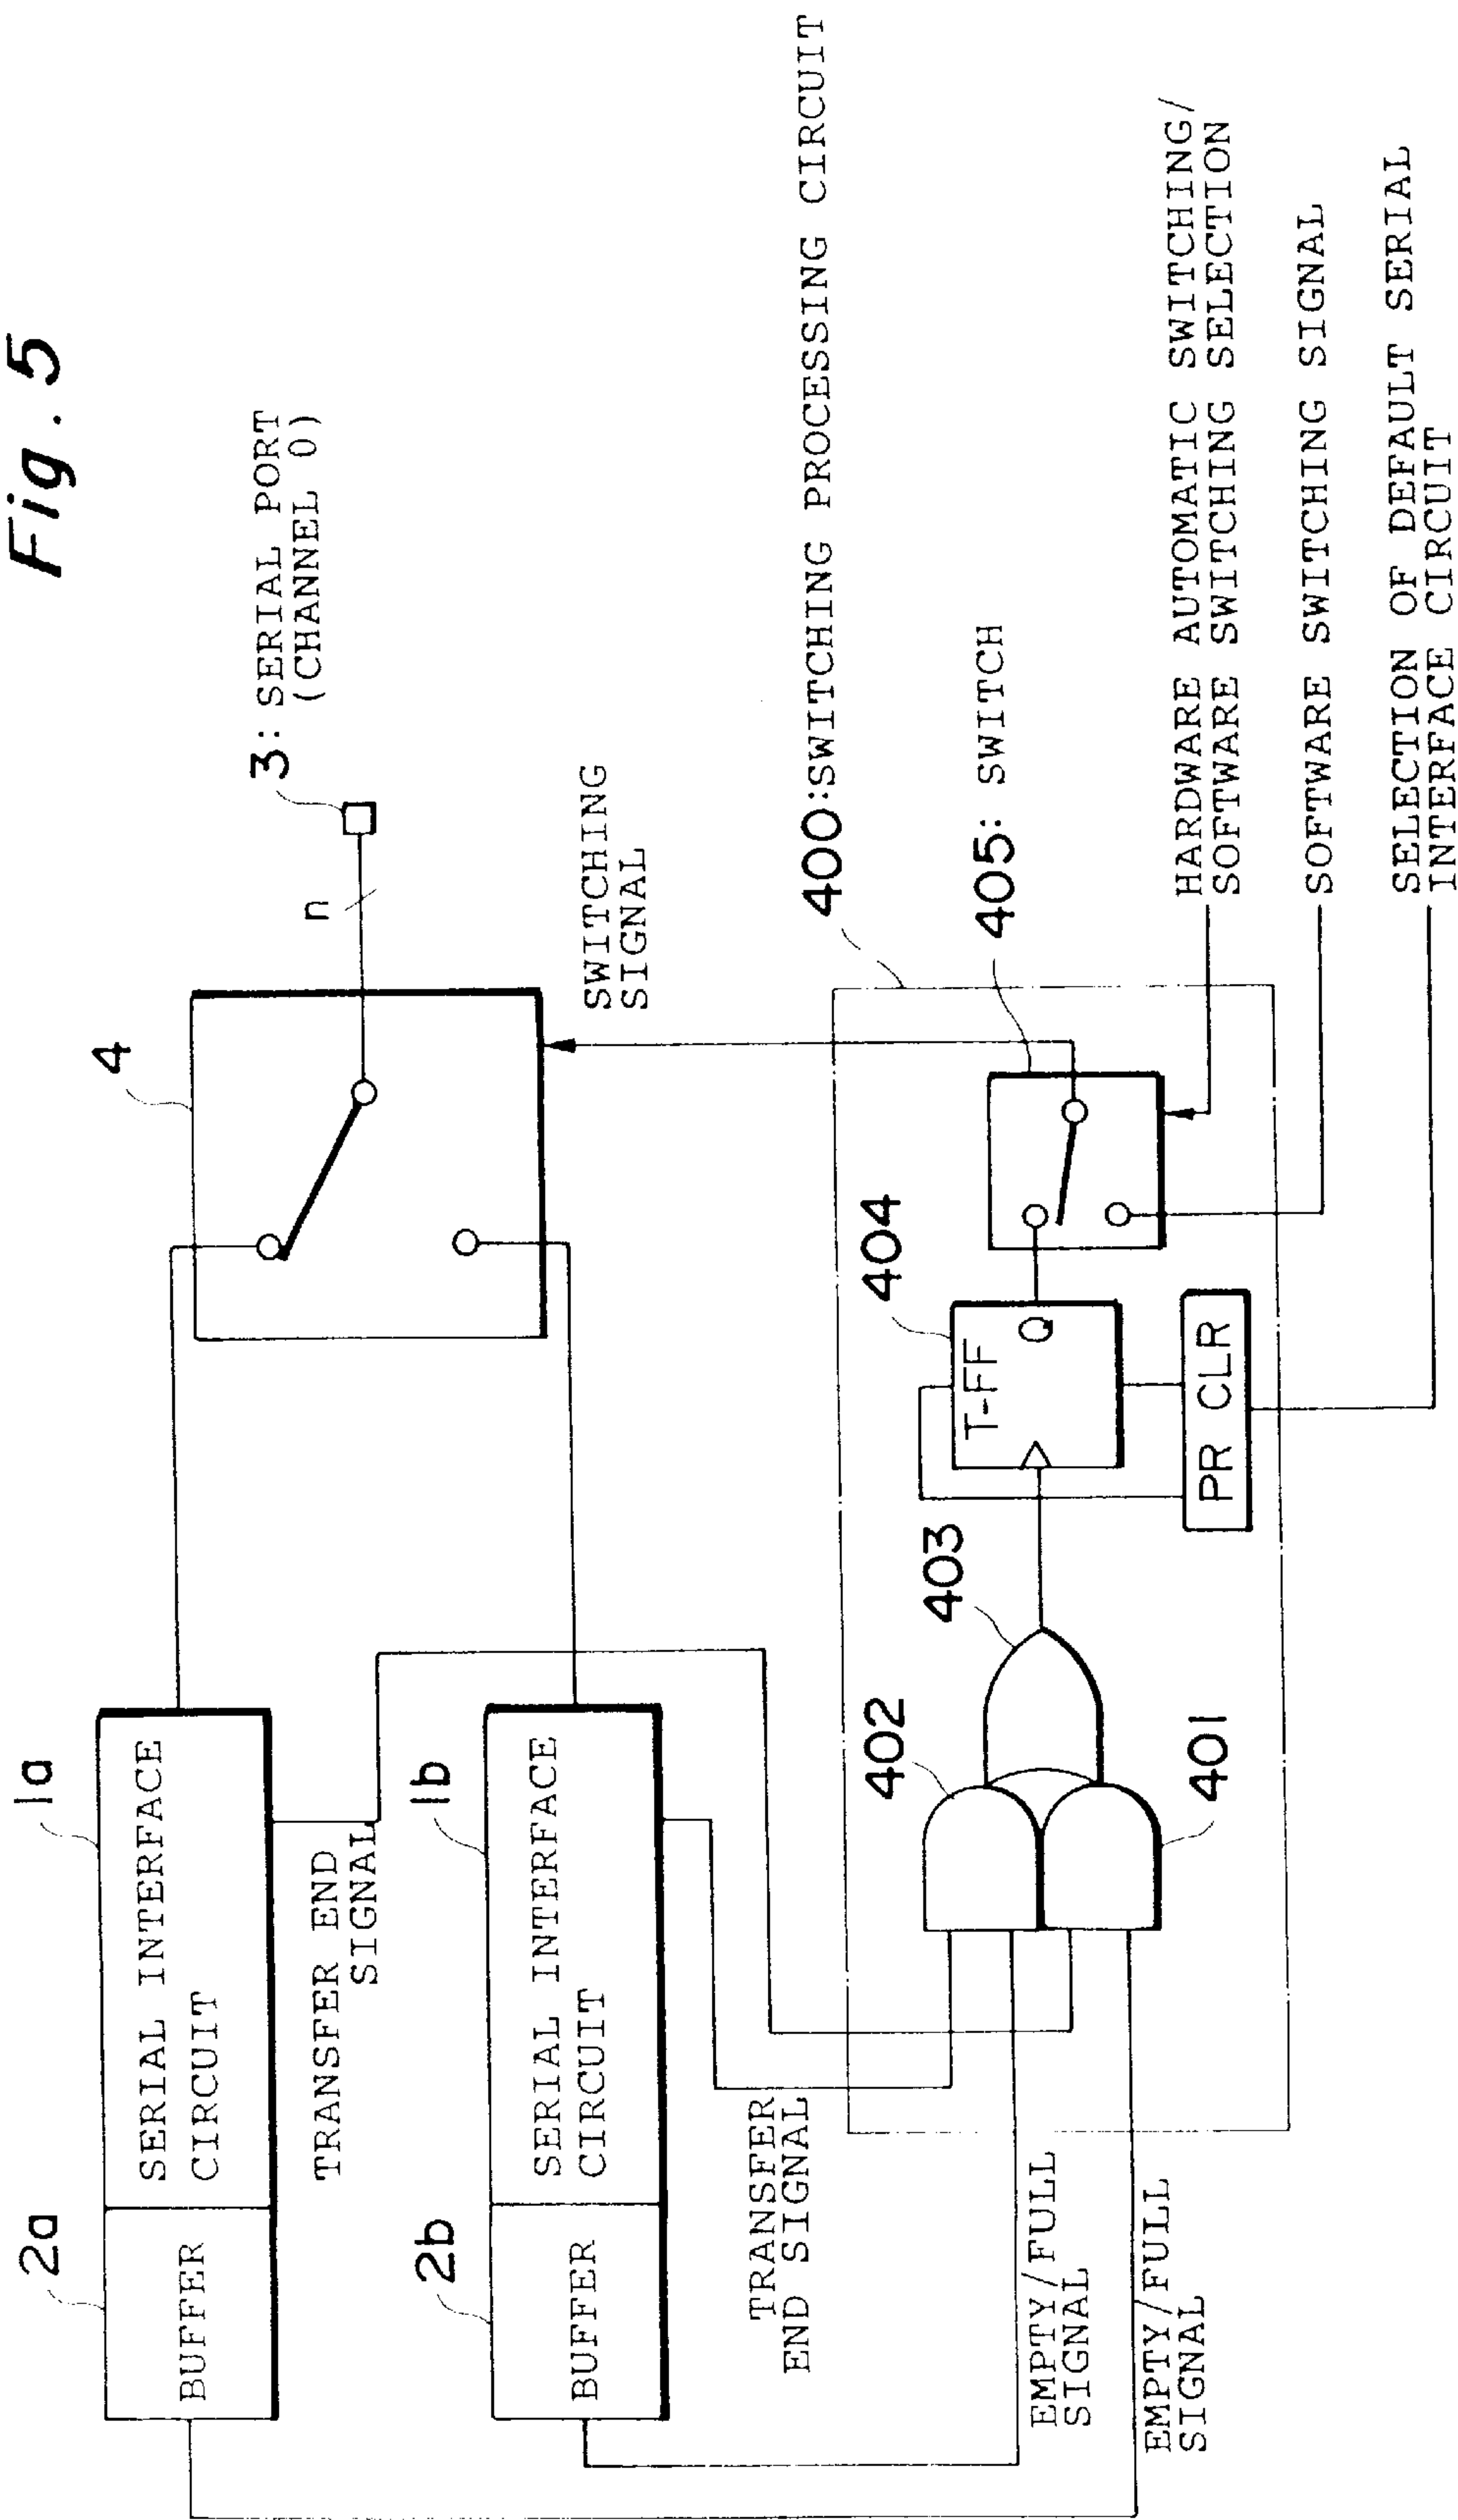 Fig. 5
2a
1a
BUFFER
SERIAL INTERFACE
CIRCUIT
4
3: SERIAL PORT
(CHANNEL 0)
n
TRANSFER END
SIGNAL
2b
1b
BUFFER
SERIAL INTERFACE
CIRCUIT
SWITCHING
SIGNAL
TRANSFER
END SIGNAL
400:SWITCHING PROCESSING CIRCUIT
402
403
404
405: SWITCH
T-FF
Q
EMPTY/FULL
SIGNAL
EMPTY/FULL
SIGNAL
401
PR CLR
HARDWARE AUTOMATIC SWITCHING/
SOFTWARE SWITCHING SELECTION
SOFTWARE SWITCHING SIGNAL
SELECTION OF DEFAULT SERIAL
INTERFACE CIRCUIT